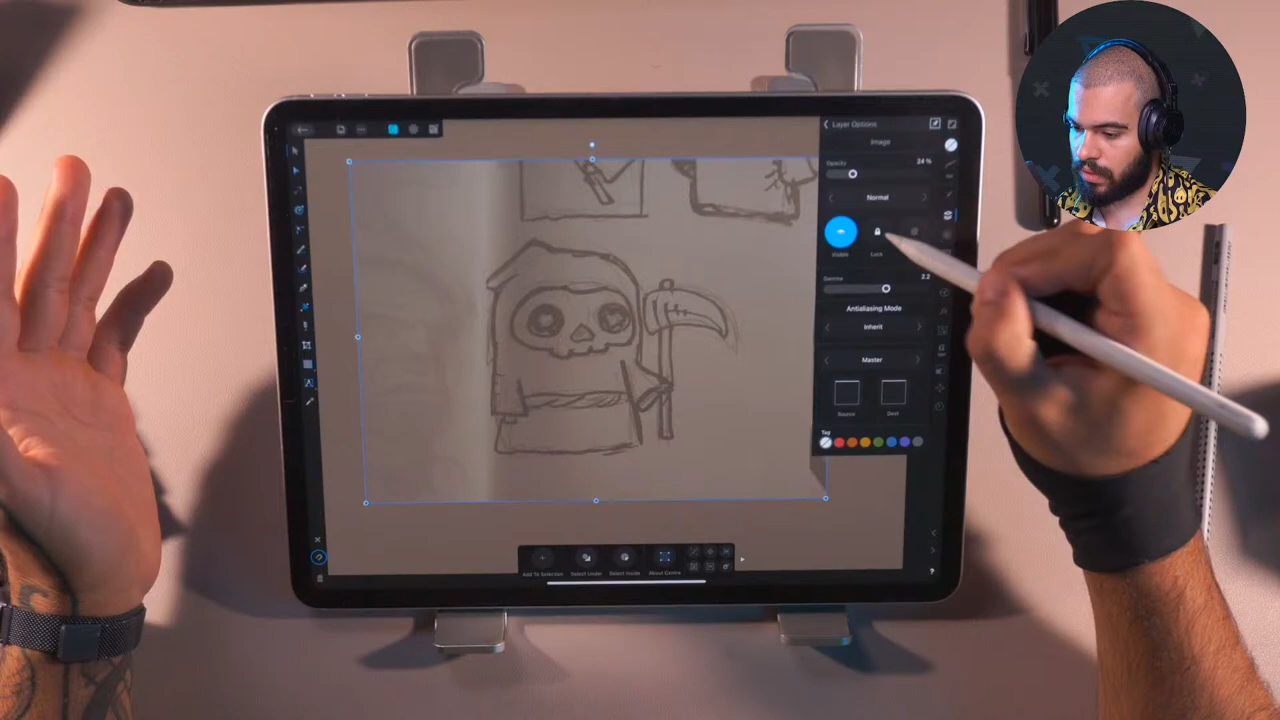 Layer Options
Image
Opacity
24 %
Normal
Visible
Lock
Gamma
2.2
Antialiasing Mode
Inherit
Master
Source
Dest
Tag
Add To Selection
Select Under
Select Inside
About Centre
?